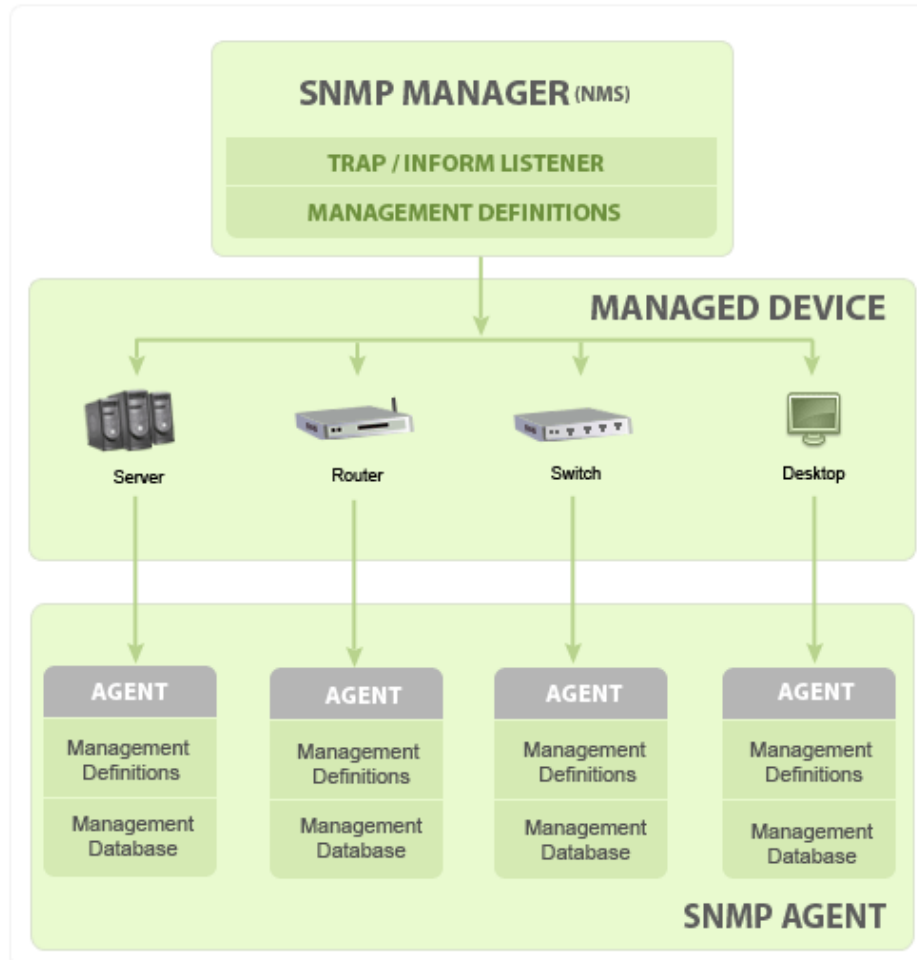 SNMP MANAGER (NMS)
TRAP / INFORM LISTENER
MANAGEMENT DEFINITIONS
MANAGED DEVICE
Server
Router
Switch
Desktop
AGENT
Management
Definitions
Management
Database
AGENT
Management
Definitions
Management
Database
AGENT
Management
Definitions
Management
Database
AGENT
Management
Definitions
Management
Database
SNMP AGENT